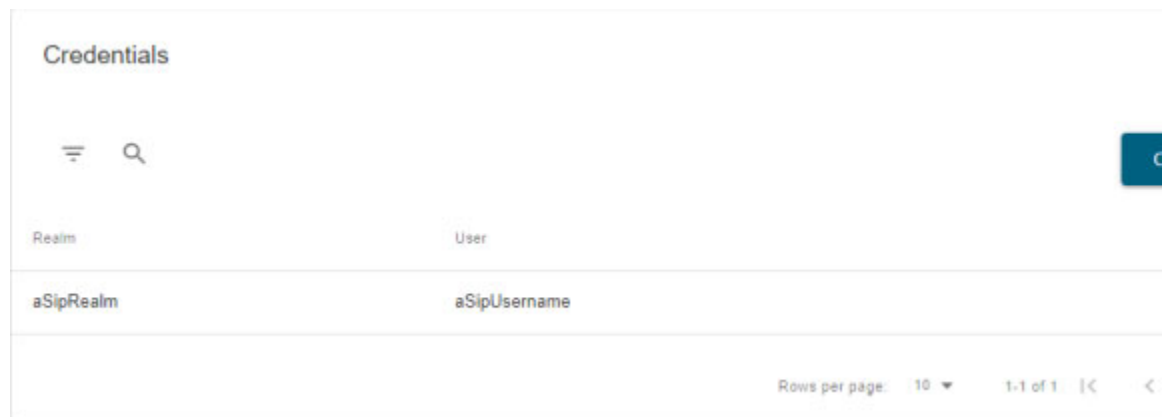 Credentials
Realm User
aSipRealm aSipUsername
Rows per page: 10 1-1 of 1